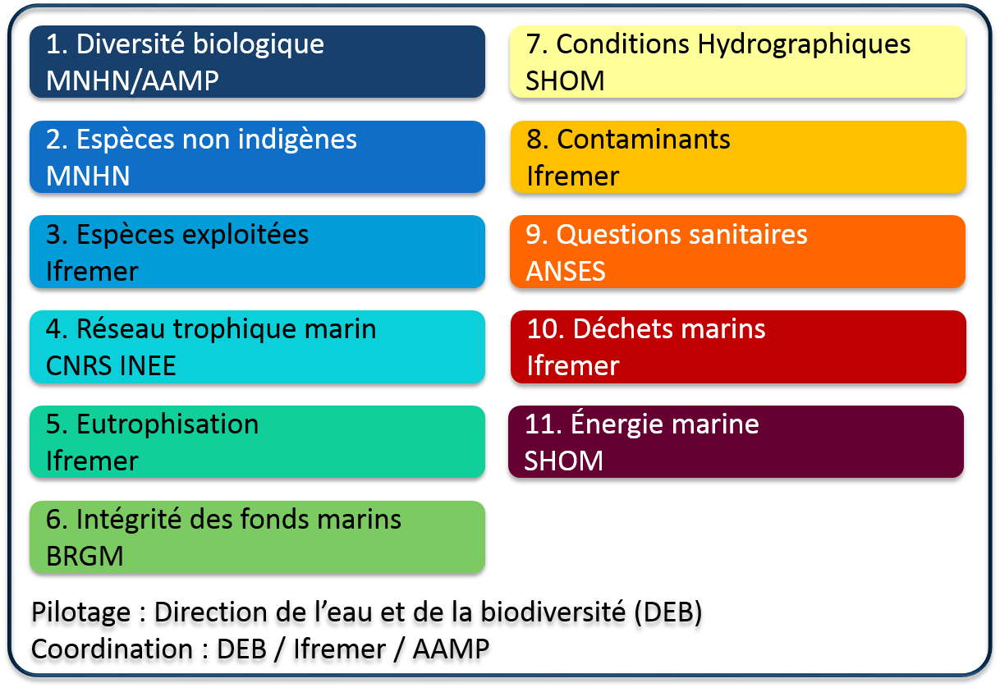 1. Diversité biologique
MNHN/AAMP
2. Espèces non indigènes
MNHN
3. Espèces exploitées
Ifremer
4. Réseau trophique marin
CNRS INEE
5. Eutrophisation
Ifremer
6. Intégrité des fonds marins
BRGM
7. Conditions Hydrographiques
SHOM
8. Contaminants
Ifremer
9. Questions sanitaires
ANSES
10. Déchets marins
Ifremer
11. Énergie marine
SHOM
Pilotage : Direction de l’eau et de la biodiversité (DEB)
Coordination : DEB / Ifremer / AAMP